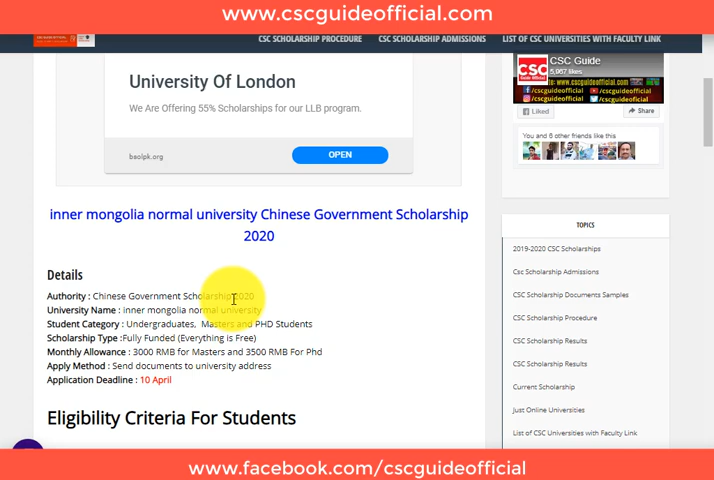 www.cscguideofficial.com
CSC SCHOLARSHIP PROCEDURE
CSC SCHOLARSHIP ADMISSIONS
LIST OF CSC UNIVERSITIES WITH FACULTY LINK
University Of London
We Are Offering 55% Scholarships for our LLB program.
baolpk.org
OPEN
inner mongolia normal university Chinese Government Scholarship
2020
Details
Authority : Chinese Government Scholarship 2020
University Name : inner mongolia normal university
Student Category : Undergraduates, Masters and PHD Students
Scholarship Type :Fully Funded (Everything is Free)
Monthly Allowance : 3000 RMB for Masters and 3500 RMB For Phd
Apply Method : Send documents to university address
Application Deadline : 10 April
Eligibility Criteria For Students
CSC
CSC Guide
5,967 likes
/cscguideofficial
/cscguideofficial
/cscguideofficial
/cscguideofficial
Liked
Share
You and 6 other friends like this
TOPICS
2019-2020 CSC Scholarships
Csc Scholarship Admissions
CSC Scholarship Documents Samples
CSC Scholarship Procedure
CSC Scholarship Results
CSC Scholarship Results
Current Scholarship
Just Online Universities
List of CSC Universities with Faculty Link
www.facebook.com/cscguideofficial